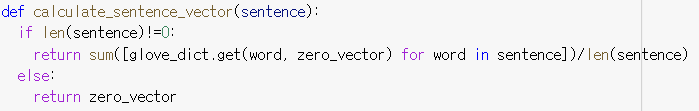 def calculate_sentence_vector(sentence):
  if len(sentence)!=0:
    return sum([glove_dict.get(word, zero_vector) for word in sentence])/len(sentence)
  else:
    return zero_vector